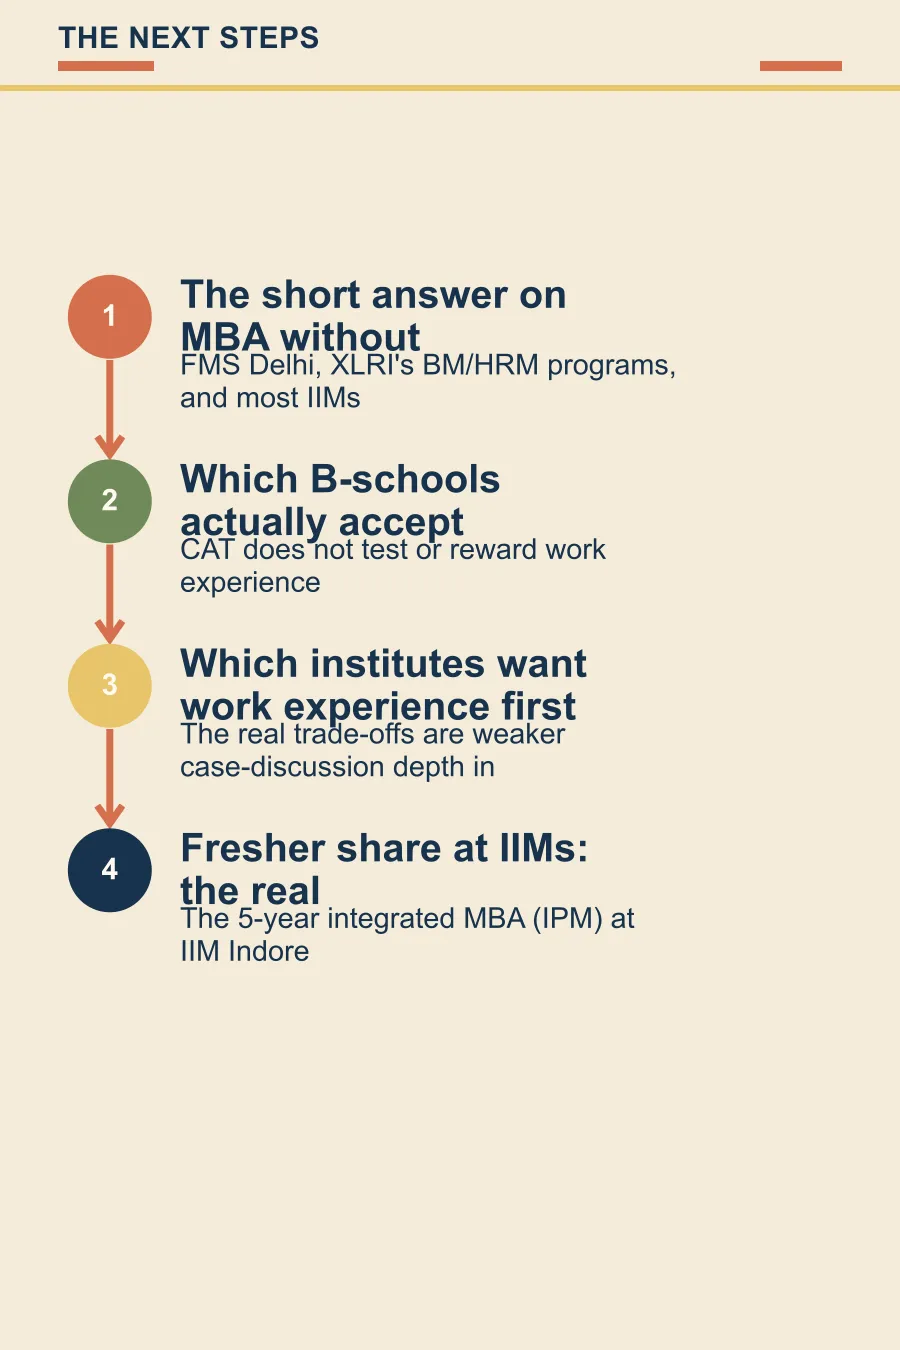 THE NEXT STEPS
1
The short answer on
MBA without
FMS Delhi, XLRI's BM/HRM programs,
and most IIMs
2
Which B-schools
actually accept
CAT does not test or reward work
experience
3
Which institutes want
work experience first
The real trade-offs are weaker
case-discussion depth in
4
Fresher share at IIMs:
the real
The 5-year integrated MBA (IPM) at
IIM Indore